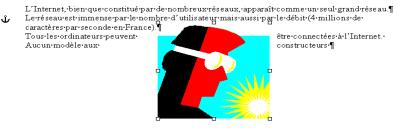 L'Internet, bien que constitué par de nombreux réseaux, apparaît comme un seul grand réseau.¶
Le réseau est immense par le nombre d'utilisateur mais aussi par le débit (4 millions de
caractères par seconde en France).¶
Tous les ordinateurs peuvent être connectées à l'Internet.
Aucun modèle aux constructeurs ¶